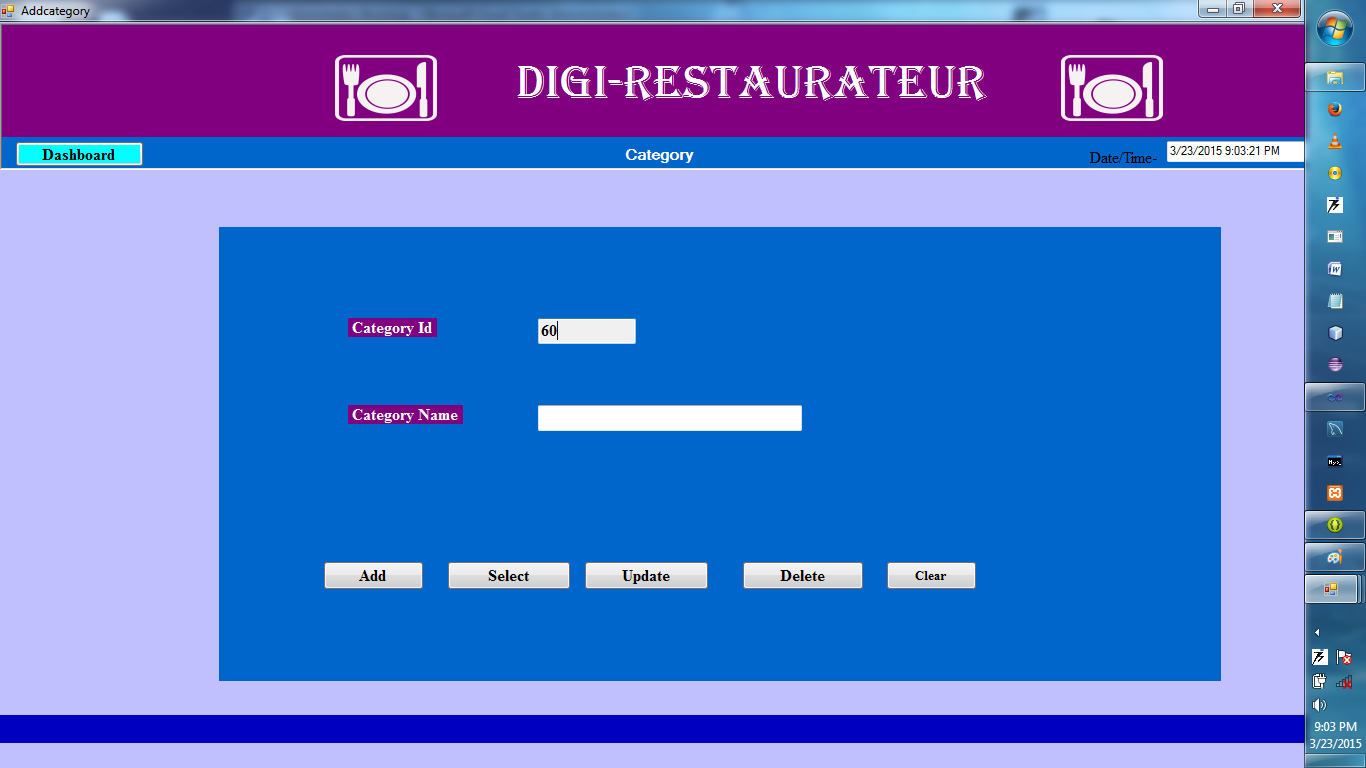 Addcategory
DIGI-RESTAURATEUR
Dashboard
Category
Date/Time-
3/23/2015 9:03:21 PM
Category Id
60
Category Name
Add
Select
Update
Delete
Clear
9:03 PM
3/23/2015